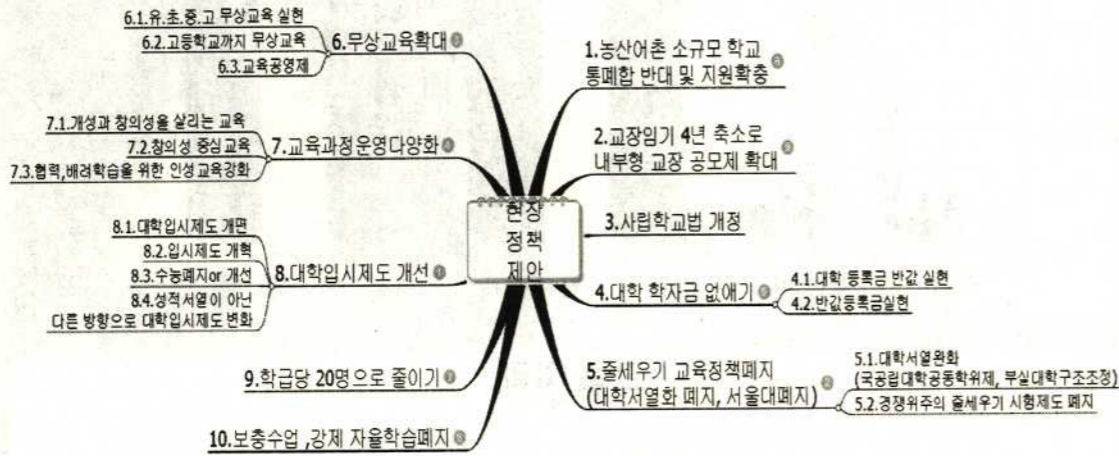 현장
정책
제안
1.농산어촌 소규모 학교
통폐합 반대 및 지원확충
2.교장임기 4년 축소로
내부형 교장 공모제 확대
3.사립학교법 개정
4.대학 학자금 없애기
4.1.대학 등록금 반값 실현
4.2.반값등록금실현
5.줄세우기 교육정책폐지
(대학서열화 폐지, 서울대폐지)
5.1.대학서열완화
(국공립대학공동학위제, 부실대학구조조정)
5.2.경쟁위주의 줄세우기 시험제도 폐지
6.무상교육확대
6.1.유.초.중.고 무상교육 실현
6.2.고등학교까지 무상교육
6.3.교육공영제
7.교육과정운영다양화
7.1.개성과 창의성을 살리는 교육
7.2.창의성 중심교육
7.3.협력,배려학습을 위한 인성교육강화
8.대학입시제도 개선
8.1.대학입시제도 개편
8.2.입시제도 개혁
8.3.수능폐지or 개선
8.4.성적서열이 아닌
다른 방향으로 대학입시제도 변화
9.학급당 20명으로 줄이기
10.보충수업 ,강제 자율학습폐지